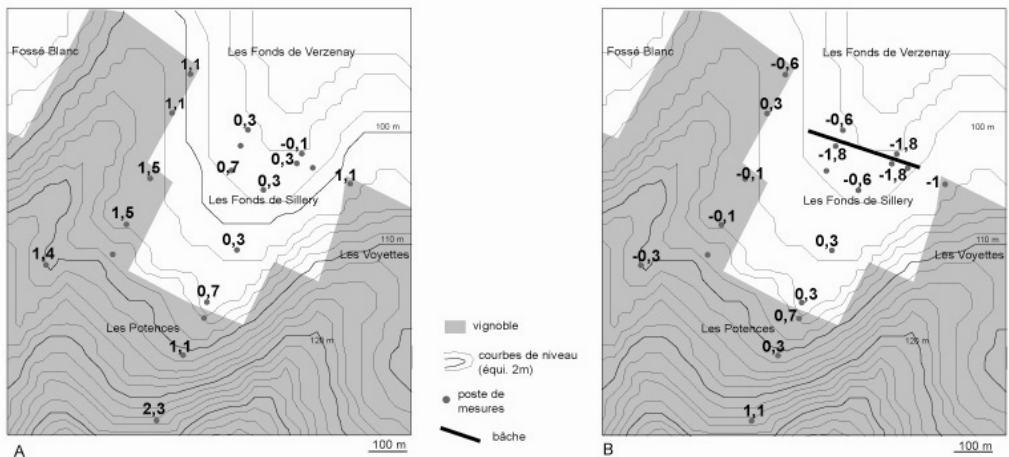 Fossé Blanc
Les Fonds de Verzenay
1,1
1,1
0,3
-0,1
0,3
100 m
0,7
1,5
0,3
1,1
Les Fonds de Sillery
1,5
0,3
110 m
1,4
Les Voyettes
0,7
Les Potences
1,1
120 m
2,3
A
100 m
vignoble
courbes de niveau
(équi. 2m)
poste de
mesures
bâche
Fossé Blanc
Les Fonds de Verzenay
-0,6
0,3
-0,6
100 m
-1,8
-1,8
-1,8
-0,1
-0,6
-1
Les Fonds de Sillery
-0,1
0,3
110 m
-0,3
Les Voyettes
0,3
0,7
Les Potences
0,3
120 m
1,1
B
100 m